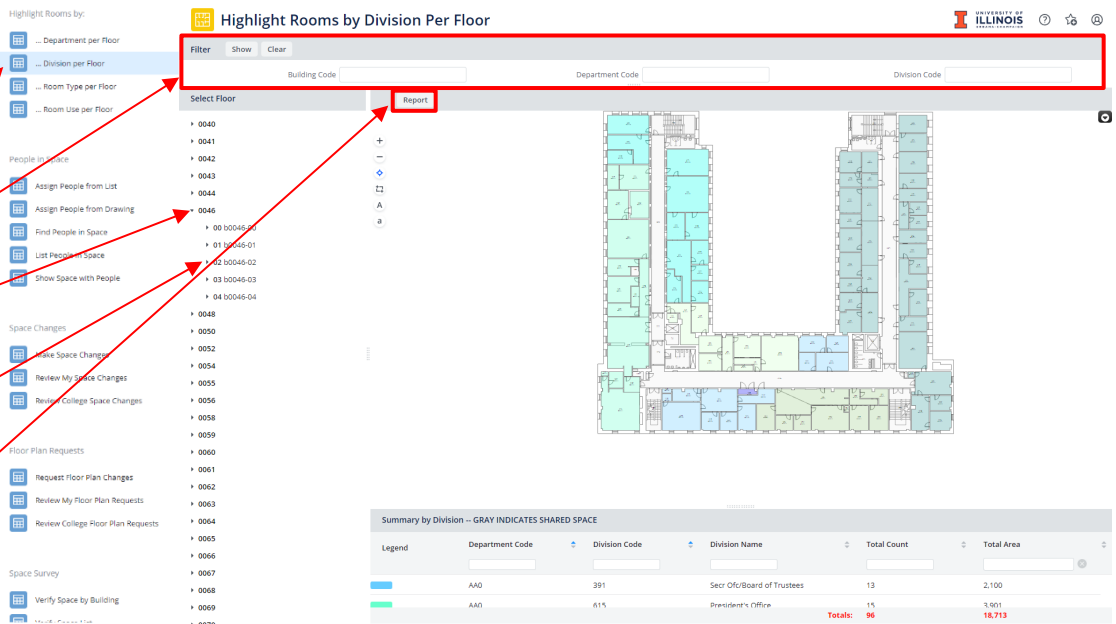 Highlight Rooms by:
... Department per Floor
... Division per Floor
... Room Type per Floor
... Room Use per Floor
People in Space
Assign People from List
Assign People from Drawing
Find People in Space
List People in Space
Show Space with People
Space Changes
Make Space Changes
Review My Space Changes
Review College Space Changes
Floor Plan Requests
Request Floor Plan Changes
Review My Floor Plan Requests
Review College Floor Plan Requests
Space Survey
Verify Space by Building
Highlight Rooms by Division Per Floor
UNIVERSITY OF
ILLINOIS
URBANA-CHAMPAIGN
Filter Show Clear
Building Code Department Code Division Code
Select Floor
Report
0040
0041
0042
0043
0044
0046
00 b0046-00
01 b0046-01
02 b0046-02
03 b0046-03
04 b0046-04
0048
0050
0052
0054
0055
0056
0058
0059
0060
0061
0062
0063
0064
0065
0066
0067
0068
0069
A
a
Summary by Division -- GRAY INDICATES SHARED SPACE
Legend Department Code Division Code Division Name Total Count Total Area
AA0 391 Secr Ofc/Board of Trustees 13 2,100
AA0 615 President's Office 15 3,901
Totals: 96 18,713